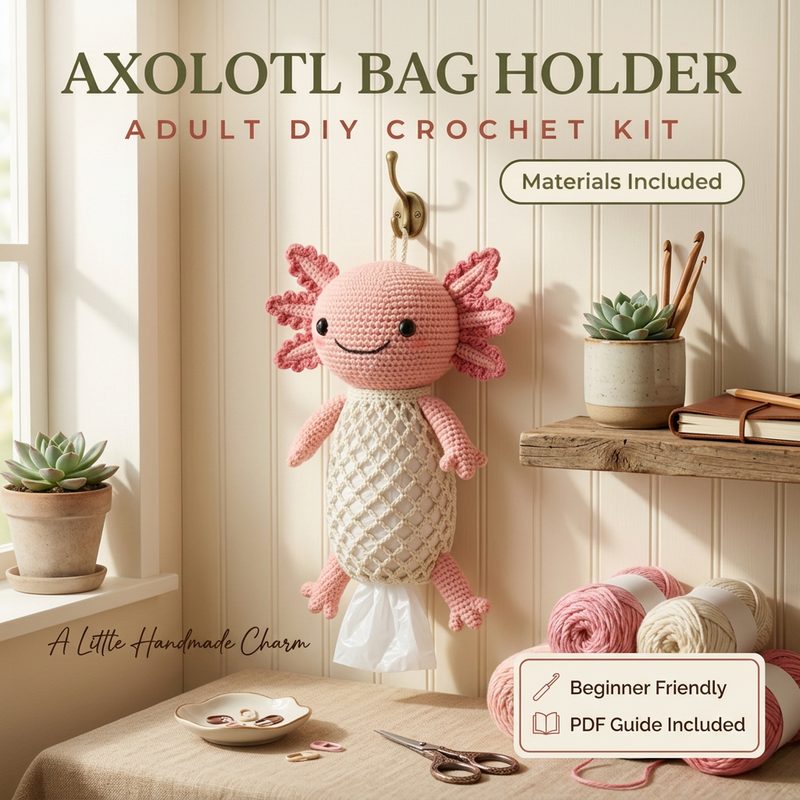 AXOLOTL BAG HOLDER
ADULT DIY CROCHET KIT
Materials Included
A Little Handmade Charm
Beginner Friendly
PDF Guide Included